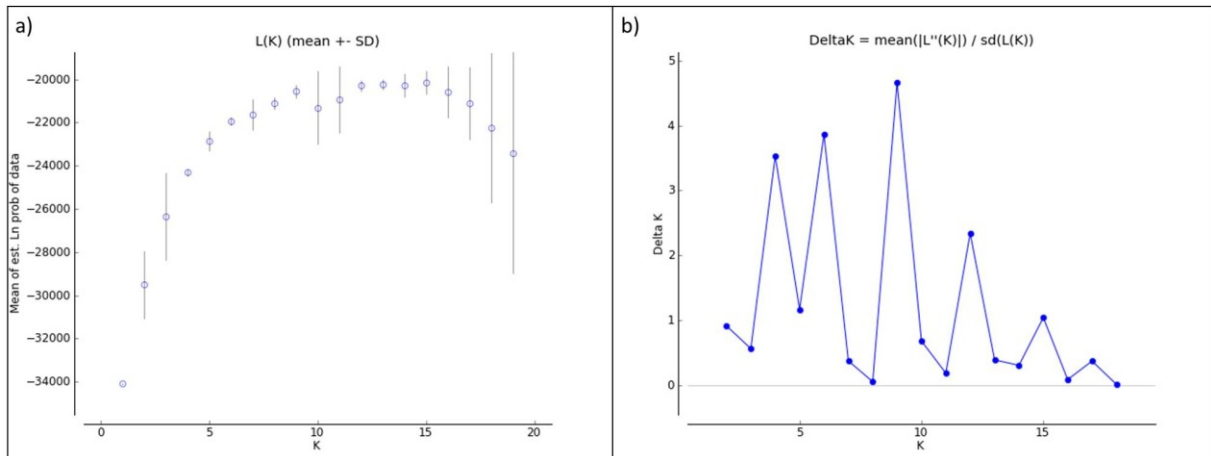 a)
L(K) (mean +- SD)
Mean of est. Ln prob of data
−20000
−22000
−24000
−26000
−28000
−30000
−32000
−34000
0 5 10 15 20
K
b)
DeltaK = mean(|L''(K)|) / sd(L(K))
Delta K
5
4
3
2
1
0
5 10 15
K